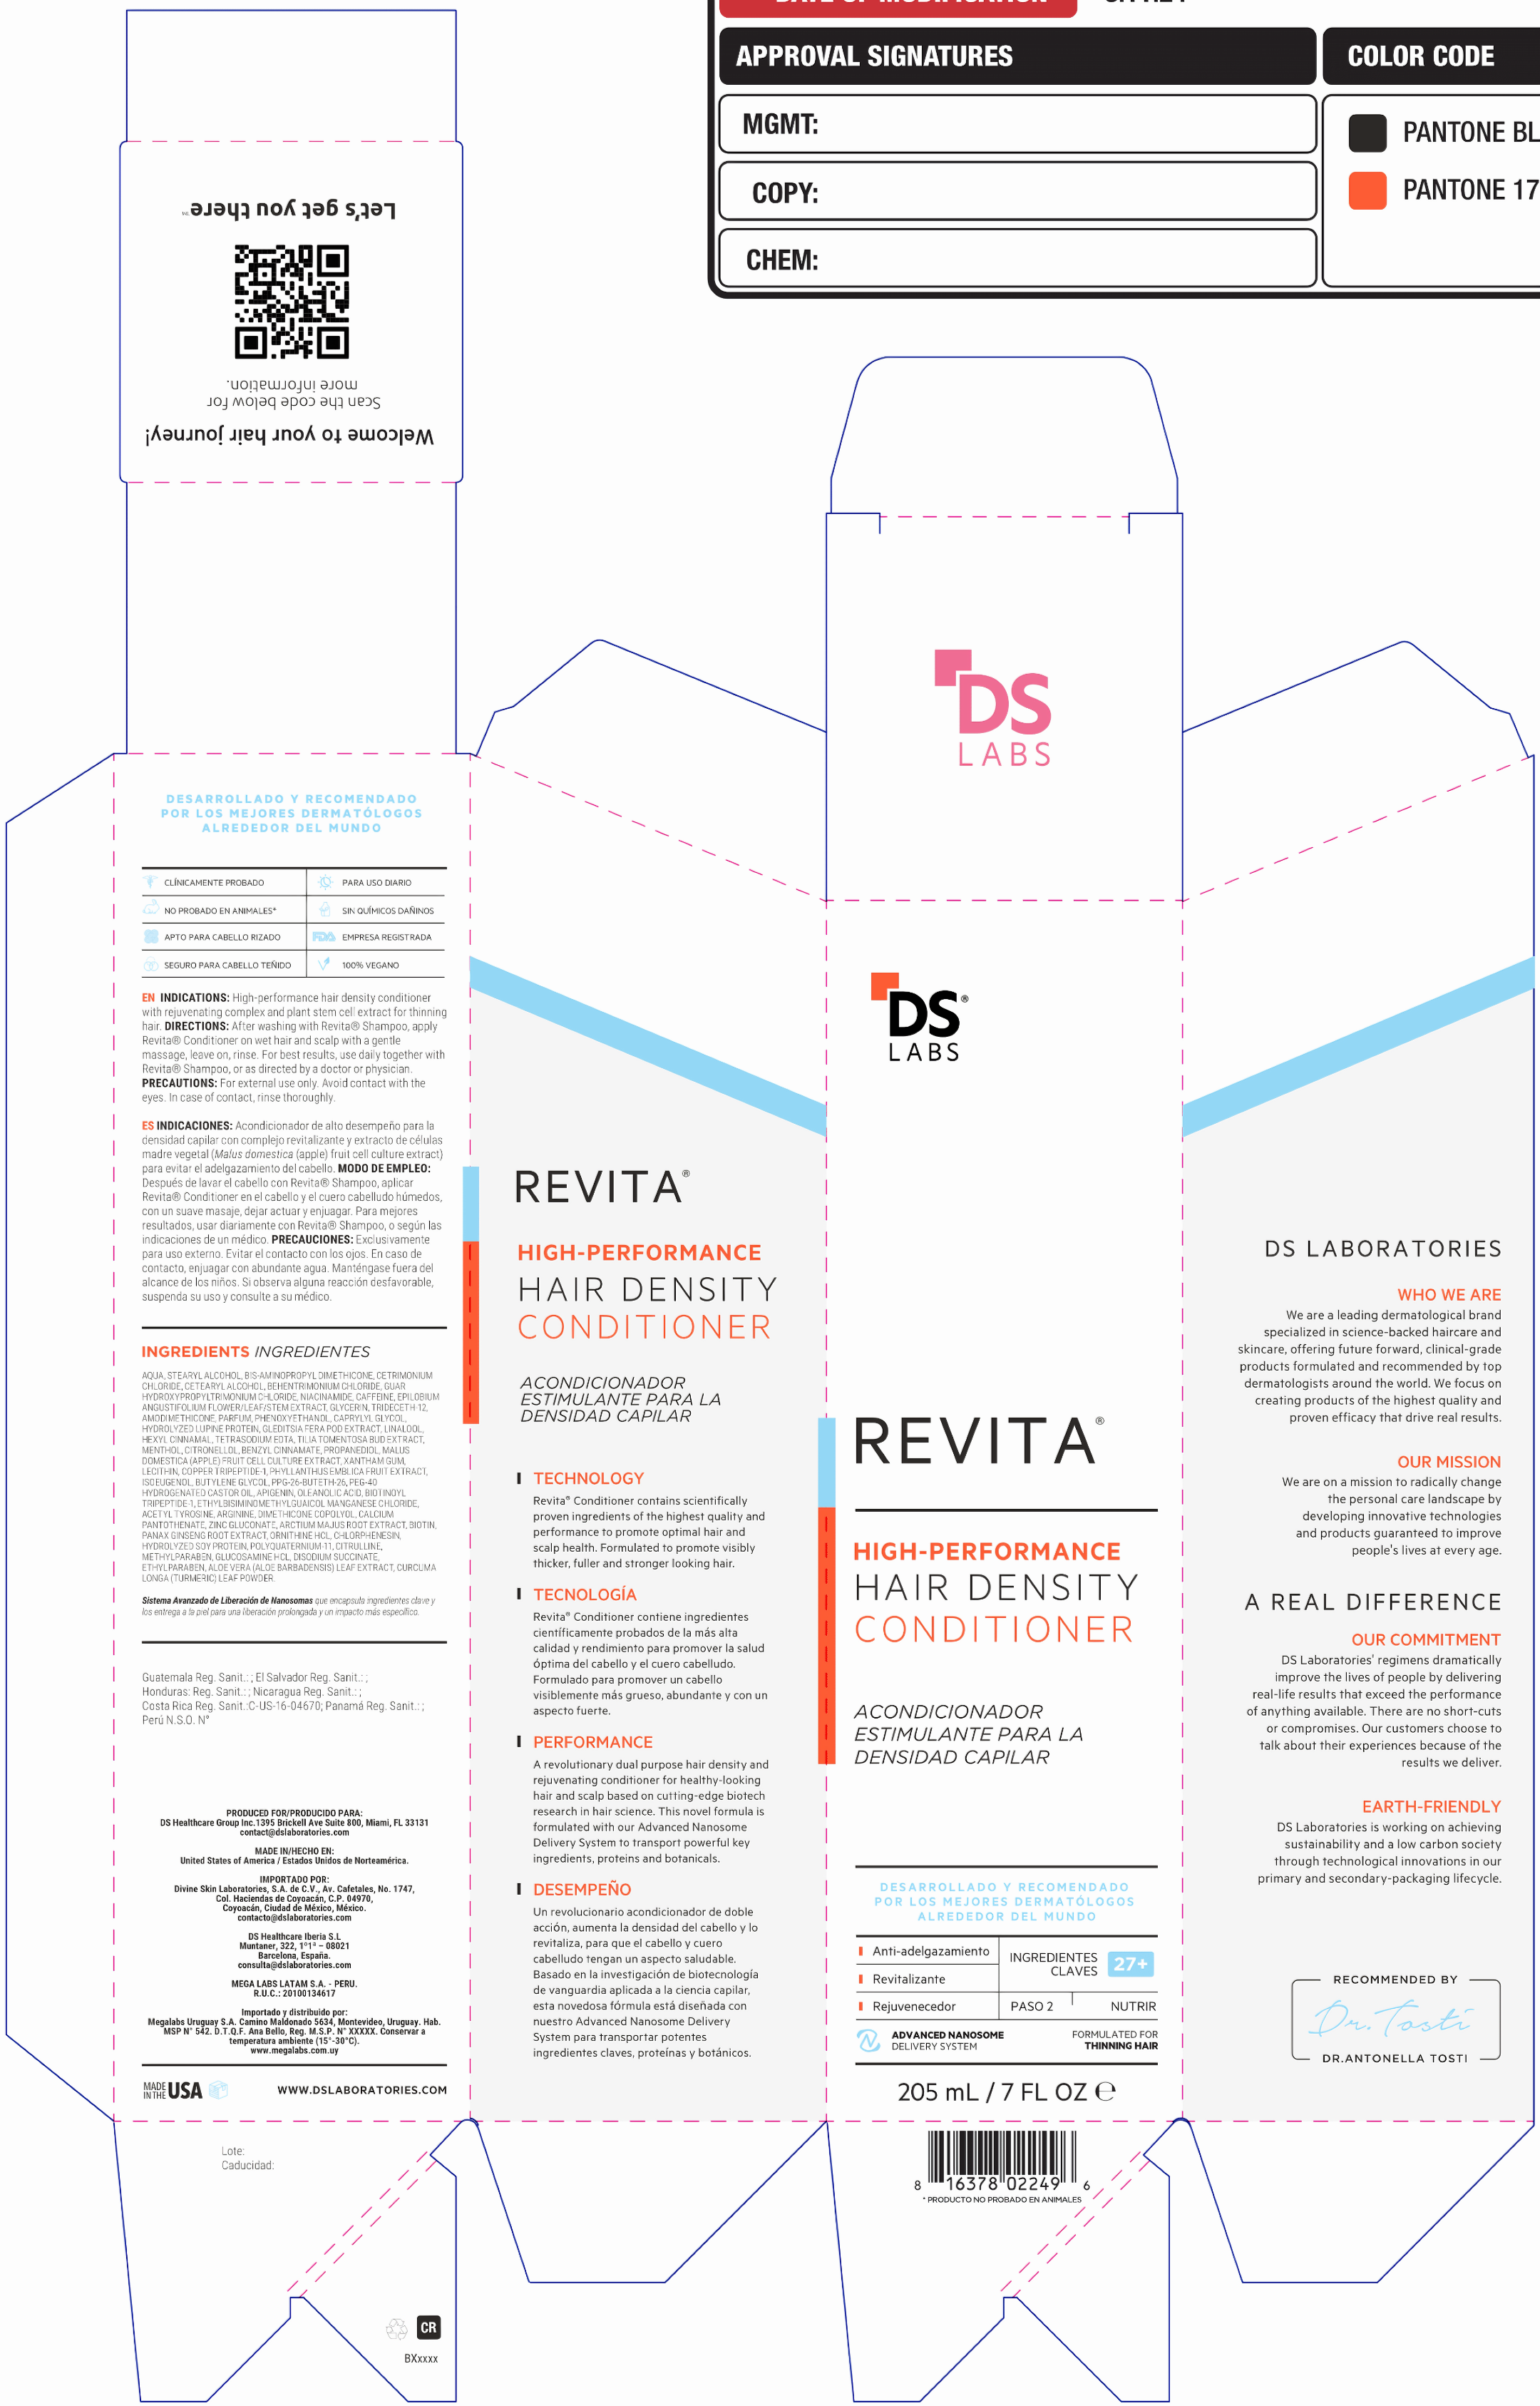 APPROVAL SIGNATURES
COLOR CODE
MGMT:
COPY:
CHEM:
PANTONE BL
PANTONE 17
Let's get you there
Scan the code below for
more information.
Welcome to your hair journey!
DS
LABS
DESARROLLADO Y RECOMENDADO
POR LOS MEJORES DERMATÓLOGOS
ALREDEDOR DEL MUNDO
CLÍNICAMENTE PROBADO
PARA USO DIARIO
NO PROBADO EN ANIMALES*
SIN QUÍMICOS DAÑINOS
APTO PARA CABELLO RIZADO
FDA EMPRESA REGISTRADA
SEGURO PARA CABELLO TEÑIDO
100% VEGANO
EN INDICATIONS: High-performance hair density conditioner
with rejuvenating complex and plant stem cell extract for thinning
hair. DIRECTIONS: After washing with Revita® Shampoo, apply
Revita® Conditioner on wet hair and scalp with a gentle
massage, leave on, rinse. For best results, use daily together with
Revita® Shampoo, or as directed by a doctor or physician.
PRECAUTIONS: For external use only. Avoid contact with the
eyes. In case of contact, rinse thoroughly.
ES INDICACIONES: Acondicionador de alto desempeño para la
densidad capilar con complejo revitalizante y extracto de células
madre vegetal (Malus domestica (apple) fruit cell culture extract)
para evitar el adelgazamiento del cabello. MODO DE EMPLEO:
Después de lavar el cabello con Revita® Shampoo, aplicar
Revita® Conditioner en el cabello y el cuero cabelludo húmedos,
con un suave masaje, dejar actuar y enjuagar. Para mejores
resultados, usar diariamente con Revita® Shampoo, o según las
indicaciones de un médico. PRECAUCIONES: Exclusivamente
para uso externo. Evitar el contacto con los ojos. En caso de
contacto, enjuagar con abundante agua. Manténgase fuera del
alcance de los niños. Si observa alguna reacción desfavorable,
suspenda su uso y consulte a su médico.
INGREDIENTS INGREDIENTES
AQUA, STEARYL ALCOHOL, BIS-AMINOPROPYL DIMETHICONE, CETRIMONIUM
CHLORIDE, CETEARYL ALCOHOL, BEHENTRIMONIUM CHLORIDE, GUAR
HYDROXYPROPYLTRIMONIUM CHLORIDE, NIACINAMIDE, CAFFEINE, EPILOBIUM
ANGUSTIFOLIUM FLOWER/LEAF/STEM EXTRACT, GLYCERIN, TRIDECETH-12,
AMODIMETHICONE, PARFUM, PHENOXYETHANOL, CAPRYLYL GLYCOL,
HYDROLYZED LUPINE PROTEIN, GLEDITSIA FERA POD EXTRACT, LINALOOL,
HEXYL CINNAMAL, TETRASODIUM EDTA, TILIA TOMENTOSA BUD EXTRACT,
MENTHOL, CITRONELLOL, BENZYL CINNAMATE, PROPANEDIOL, MALUS
DOMESTICA (APPLE) FRUIT CELL CULTURE EXTRACT, XANTHAM GUM,
LECITHIN, COPPER TRIPEPTIDE-1, PHYLLANTHUS EMBLICA FRUIT EXTRACT,
ISOEUGENOL, BUTYLENE GLYCOL, PPG-26-BUTETH-26, PEG-40
HYDROGENATED CASTOR OIL, APIGENIN, OLEANOLIC ACID, BIOTINOYL
TRIPEPTIDE-1, ETHYLBISIMINOMETHYLGUAICOL MANGANESE CHLORIDE,
ACETYL TYROSINE, ARGININE, DIMETHICONE COPOLYOL, CALCIUM
PANTOTHENATE, ZINC GLUCONATE, ARCTIUM MAJUS ROOT EXTRACT, BIOTIN,
PANAX GINSENG ROOT EXTRACT, ORNITHINE HCL, CHLORPHENESIN,
HYDROLYZED SOY PROTEIN, POLYQUATERNIUM-11, CITRULLINE,
METHYLPARABEN, GLUCOSAMINE HCL, DISODIUM SUCCINATE,
ETHYLPARABEN, ALOE VERA (ALOE BARBADENSIS) LEAF EXTRACT, CURCUMA
LONGA (TURMERIC) LEAF POWDER.
Sistema Avanzado de Liberación de Nanosomas que encapsula ingredientes clave y
los entrega a la piel para una liberación prolongada y un impacto más específico.
Guatemala Reg. Sanit.: ; El Salvador Reg. Sanit.: ;
Honduras: Reg. Sanit.: ; Nicaragua Reg. Sanit.: ;
Costa Rica Reg. Sanit.:C-US-16-04670; Panamá Reg. Sanit.: ;
Perú N.S.O. N°
PRODUCED FOR/PRODUCIDO PARA:
DS Healthcare Group Inc.1395 Brickell Ave Suite 800, Miami, FL 33131
contact@dslaboratories.com
MADE IN/HECHO EN:
United States of America / Estados Unidos de Norteamérica.
IMPORTADO POR:
Divine Skin Laboratories, S.A. de C.V., Av. Cafetales, No. 1747,
Col. Haciendas de Coyoacán, C.P. 04970,
Coyoacán, Ciudad de México, México.
contacto@dslaboratories.com
DS Healthcare Iberia S.L
Muntaner, 322, 1º1ª – 08021
Barcelona, España.
consulta@dslaboratories.com
MEGA LABS LATAM S.A. - PERU.
R.U.C.: 20100134617
Importado y distribuido por:
Megalabs Uruguay S.A. Camino Maldonado 5634, Montevideo, Uruguay. Hab.
MSP N° 542. D.T.Q.F. Ana Bello, Reg. M.S.P. N° XXXXX. Conservar a
temperatura ambiente (15°-30°C).
www.megalabs.com.uy
MADE
IN THE USA
WWW.DSLABORATORIES.COM
Lote:
Caducidad:
CR
BXxxxx
REVITA®
HIGH-PERFORMANCE
HAIR DENSITY
CONDITIONER
ACONDICIONADOR
ESTIMULANTE PARA LA
DENSIDAD CAPILAR
TECHNOLOGY
Revita® Conditioner contains scientifically
proven ingredients of the highest quality and
performance to promote optimal hair and
scalp health. Formulated to promote visibly
thicker, fuller and stronger looking hair.
TECNOLOGÍA
Revita® Conditioner contiene ingredientes
científicamente probados de la más alta
calidad y rendimiento para promover la salud
óptima del cabello y el cuero cabelludo.
Formulado para promover un cabello
visiblemente más grueso, abundante y con un
aspecto fuerte.
PERFORMANCE
A revolutionary dual purpose hair density and
rejuvenating conditioner for healthy-looking
hair and scalp based on cutting-edge biotech
research in hair science. This novel formula is
formulated with our Advanced Nanosome
Delivery System to transport powerful key
ingredients, proteins and botanicals.
DESEMPEÑO
Un revolucionario acondicionador de doble
acción, aumenta la densidad del cabello y lo
revitaliza, para que el cabello y cuero
cabelludo tengan un aspecto saludable.
Basado en la investigación de biotecnología
de vanguardia aplicada a la ciencia capilar,
esta novedosa fórmula está diseñada con
nuestro Advanced Nanosome Delivery
System para transportar potentes
ingredientes claves, proteínas y botánicos.
DS®
LABS
REVITA®
HIGH-PERFORMANCE
HAIR DENSITY
CONDITIONER
ACONDICIONADOR
ESTIMULANTE PARA LA
DENSIDAD CAPILAR
DESARROLLADO Y RECOMENDADO
POR LOS MEJORES DERMATÓLOGOS
ALREDEDOR DEL MUNDO
Anti-adelgazamiento
Revitalizante
Rejuvenecedor
INGREDIENTES
CLAVES
27+
PASO 2
NUTRIR
ADVANCED NANOSOME
DELIVERY SYSTEM
FORMULATED FOR
THINNING HAIR
205 mL / 7 FL OZ ℮
8 16378 02249 6
* PRODUCTO NO PROBADO EN ANIMALES
DS LABORATORIES
WHO WE ARE
We are a leading dermatological brand
specialized in science-backed haircare and
skincare, offering future forward, clinical-grade
products formulated and recommended by top
dermatologists around the world. We focus on
creating products of the highest quality and
proven efficacy that drive real results.
OUR MISSION
We are on a mission to radically change
the personal care landscape by
developing innovative technologies
and products guaranteed to improve
people's lives at every age.
A REAL DIFFERENCE
OUR COMMITMENT
DS Laboratories' regimens dramatically
improve the lives of people by delivering
real-life results that exceed the performance
of anything available. There are no short-cuts
or compromises. Our customers choose to
talk about their experiences because of the
results we deliver.
EARTH-FRIENDLY
DS Laboratories is working on achieving
sustainability and a low carbon society
through technological innovations in our
primary and secondary-packaging lifecycle.
RECOMMENDED BY
Dr. Tosti
DR.ANTONELLA TOSTI